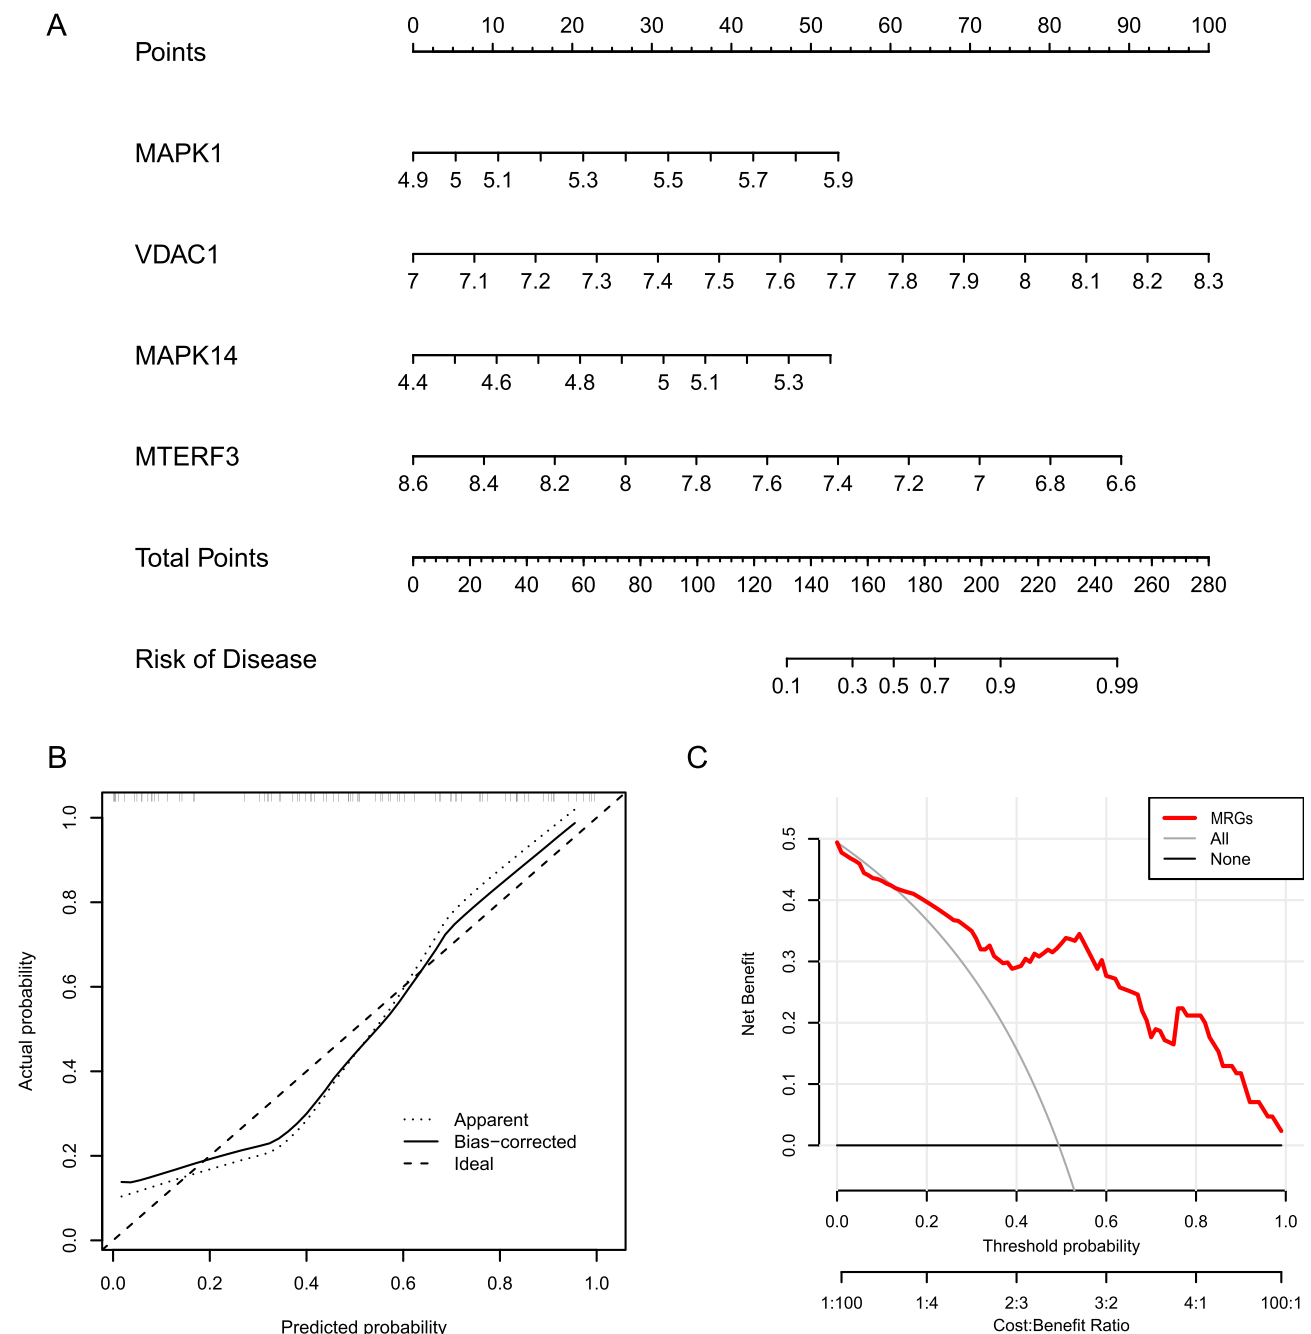 A
0 10 20 30 40 50 60 70 80 90 100
Points
MAPK1
4.9 5 5.1 5.3 5.5 5.7 5.9
VDAC1
7 7.1 7.2 7.3 7.4 7.5 7.6 7.7 7.8 7.9 8 8.1 8.2 8.3
MAPK14
4.4 4.6 4.8 5 5.1 5.3
MTERF3
8.6 8.4 8.2 8 7.8 7.6 7.4 7.2 7 6.8 6.6
Total Points
0 20 40 60 80 100 120 140 160 180 200 220 240 260 280
Risk of Disease
0.1 0.3 0.5 0.7 0.9 0.99
B
Actual probability
1.0
0.8
0.6
0.4
0.2
0.0
Apparent
Bias−corrected
Ideal
0.0 0.2 0.4 0.6 0.8 1.0
Predicted probability
C
MRGs
All
None
Net Benefit
0.5
0.4
0.3
0.2
0.1
0.0
0.0 0.2 0.4 0.6 0.8 1.0
Threshold probability
1:100 1:4 2:3 3:2 4:1 100:1
Cost:Benefit Ratio